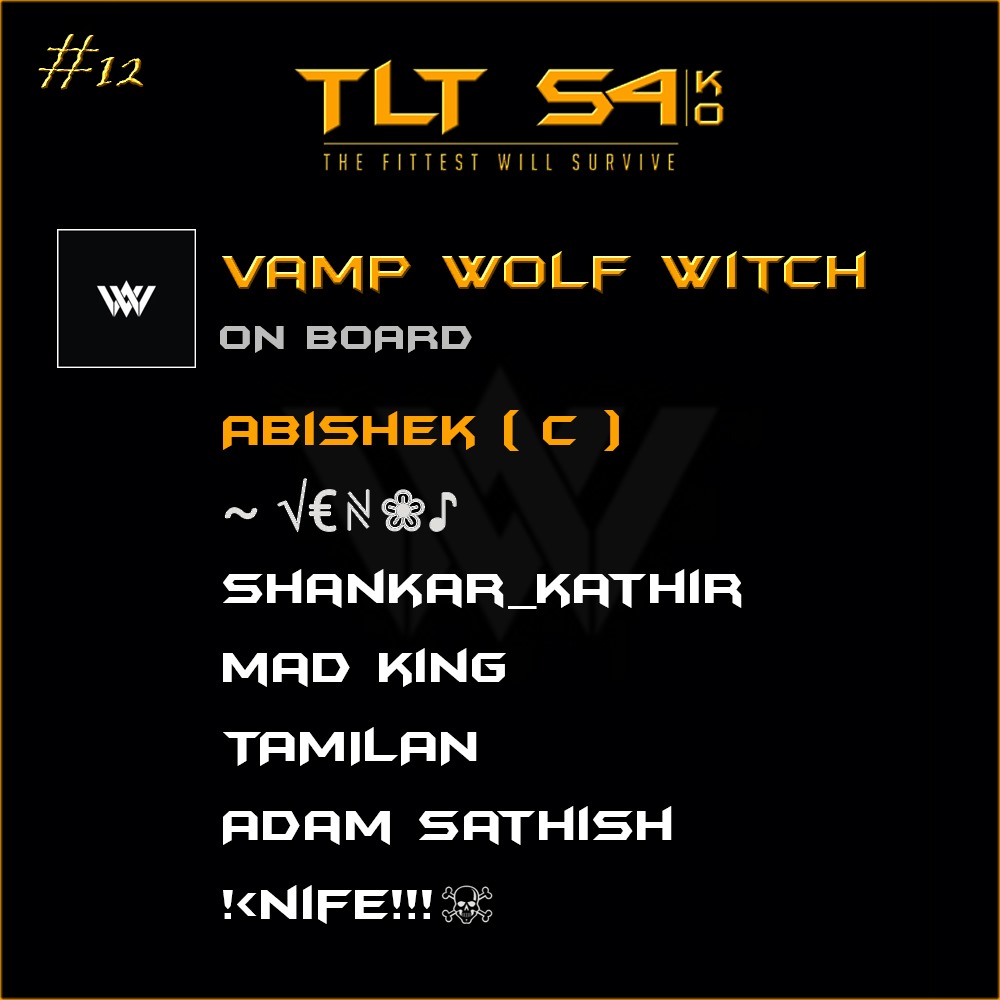 #12
TLT S4 KO
THE FITTEST WILL SURVIVE
VAMP WOLF WITCH
ON BOARD
ABISHEK ( C )
~ √€ℕ❀♪
SHANKAR_KATHIR
MAD KING
TAMILAN
ADAM SATHISH
!<NIFE!!!☠